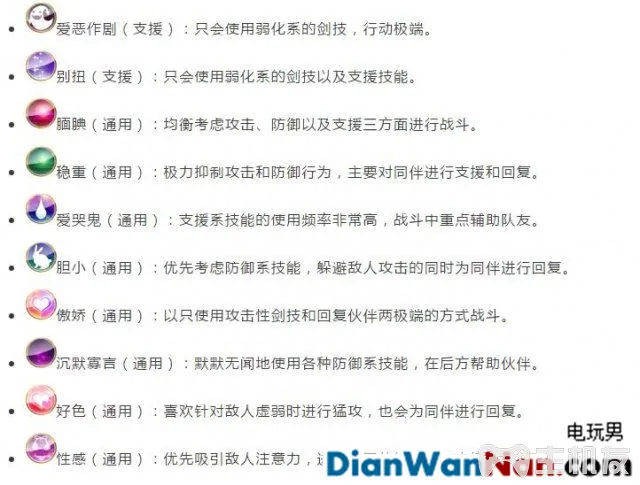 爱恶作剧（支援）：只会使用弱化系的剑技，行动极端。
别扭（支援）：只会使用弱化系的剑技以及支援技能。
腼腆（通用）：均衡考虑攻击、防御以及支援三方面进行战斗。
稳重（通用）：极力抑制攻击和防御行为，主要对同伴进行支援和回复。
爱哭鬼（通用）：支援系技能的使用频率非常高，战斗中重点辅助队友。
胆小（通用）：优先考虑防御系技能，躲避敌人攻击的同时为同伴进行回复。
傲娇（通用）：以只使用攻击性剑技和回复伙伴两极端的方式战斗。
沉默寡言（通用）：默默无闻地使用各种防御系技能，在后方帮助伙伴。
好色（通用）：喜欢针对敌人虚弱时进行猛攻，也会为同伴进行回复。
电玩男
性感（通用）：优先吸引敌人注意力，
DianWanNan.com